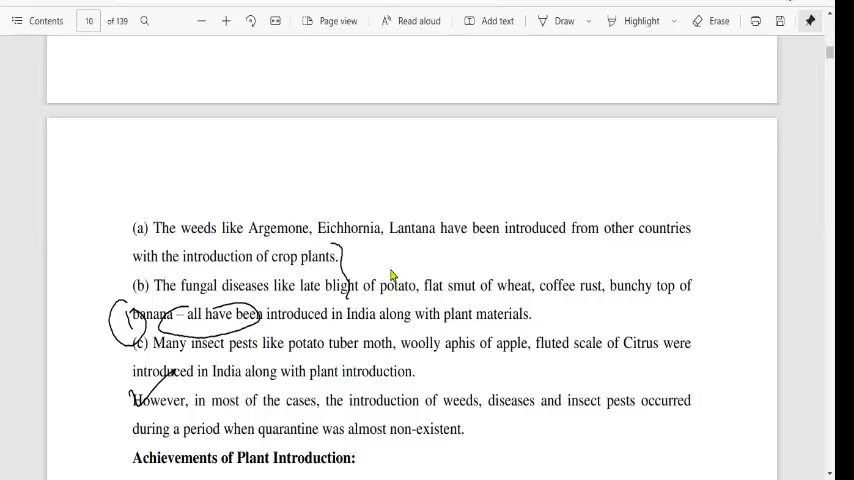 Contents 10 of 139 Page view Read aloud Add text Draw Highlight Erase
(a) The weeds like Argemone, Eichhornia, Lantana have been introduced from other countries
with the introduction of crop plants.
(b) The fungal diseases like late blight of potato, flat smut of wheat, coffee rust, bunchy top of
banana – all have been introduced in India along with plant materials.
(c) Many insect pests like potato tuber moth, woolly aphis of apple, fluted scale of Citrus were
introduced in India along with plant introduction.
However, in most of the cases, the introduction of weeds, diseases and insect pests occurred
during a period when quarantine was almost non-existent.
Achievements of Plant Introduction: